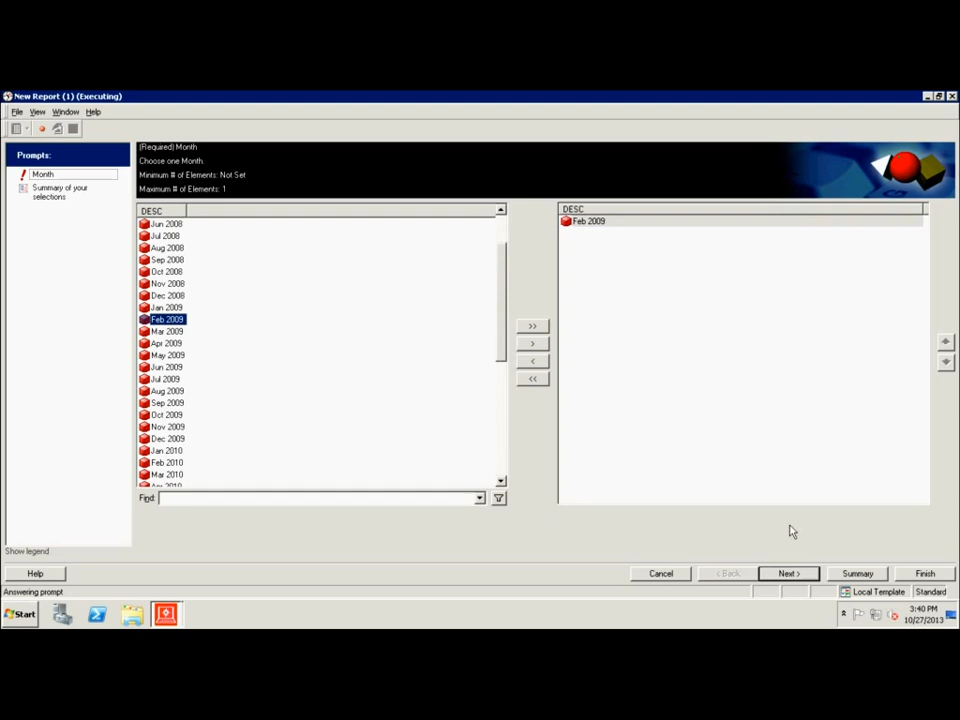 New Report (1) (Executing)
File View Window Help
Prompts:
Month
Summary of your
selections
(Required) Month
Choose one Month.
Minimum # of Elements: Not Set
Maximum # of Elements: 1
DESC
Jun 2008
Jul 2008
Aug 2008
Sep 2008
Oct 2008
Nov 2008
Dec 2008
Jan 2009
Feb 2009
Mar 2009
Apr 2009
May 2009
Jun 2009
Jul 2009
Aug 2009
Sep 2009
Oct 2009
Nov 2009
Dec 2009
Jan 2010
Feb 2010
Mar 2010
Apr 2010
Find:
>>
>
<
<<
DESC
Feb 2009
Show legend
Help
Cancel < Back Next > Summary Finish
Answering prompt
Local Template Standard
Start
3:40 PM
10/27/2013